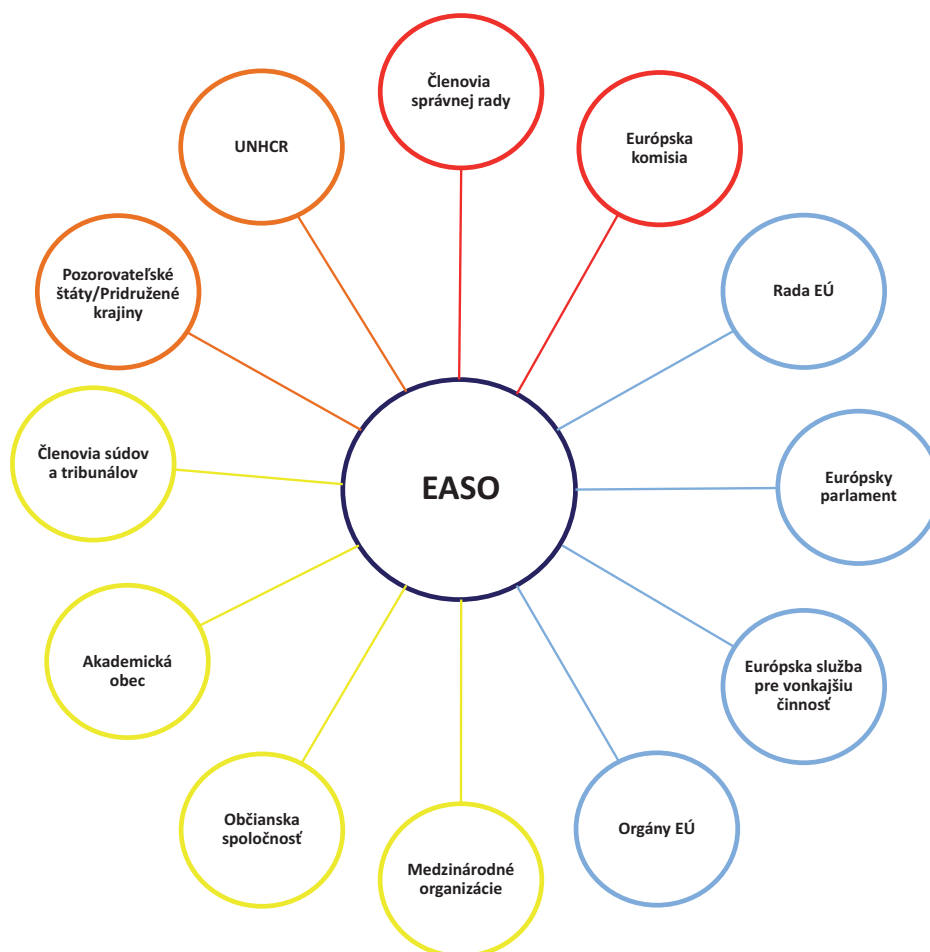 Členovia
správnej rady
UNHCR
Európska
komisia
Pozorovateľské
štáty/Pridružené
krajiny
Rada EÚ
Členovia súdov
a tribunálov
EASO
Európsky
parlament
Akademická
obec
Európska služba
pre vonkajšiu
činnosť
Občianska
spoločnosť
Orgány EÚ
Medzinárodné
organizácie